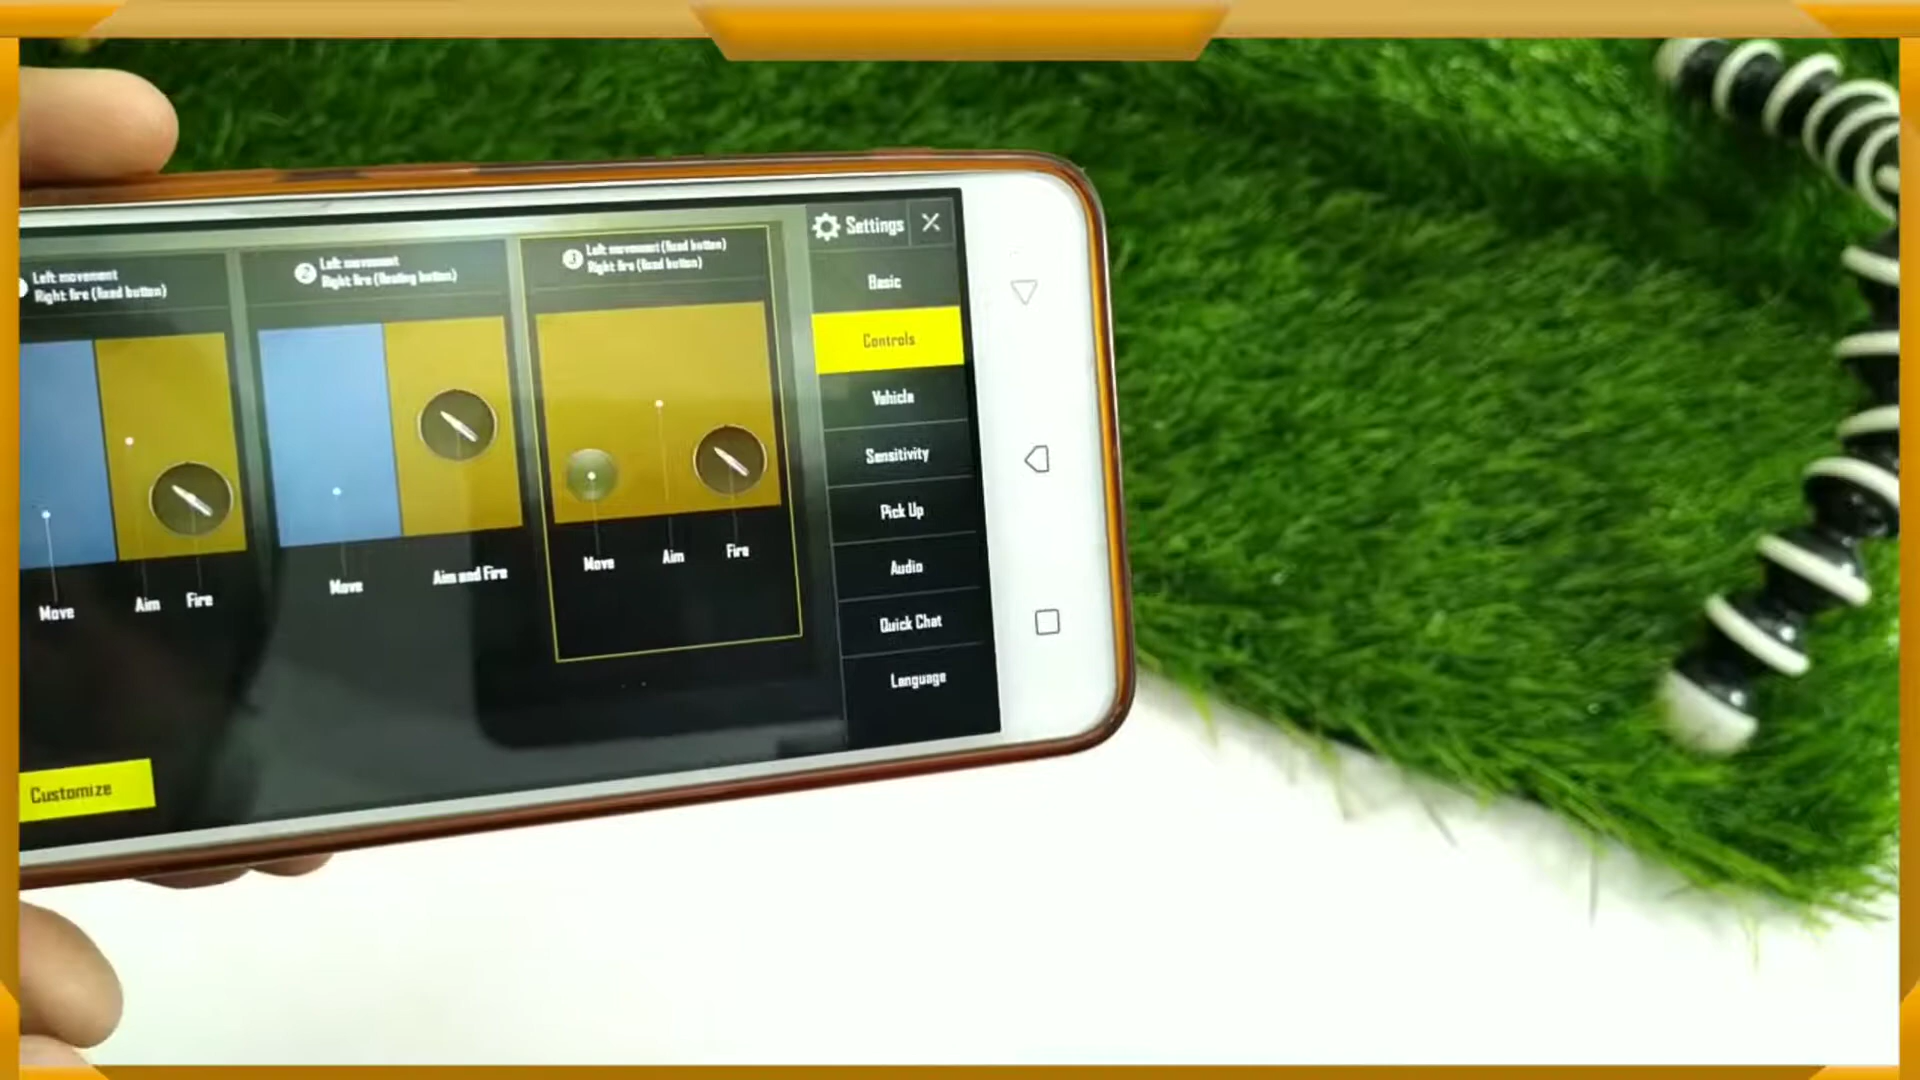 Left movement
Right fire (fixed button)
2 Left movement
Right fire (floating button)
3 Left movement (fixed button)
Right fire (fixed button)
Move
Aim
Fire
Move
Aim and Fire
Move
Aim
Fire
Customize
Settings
Basic
Controls
Vehicle
Sensitivity
Pick Up
Audio
Quick Chat
Language